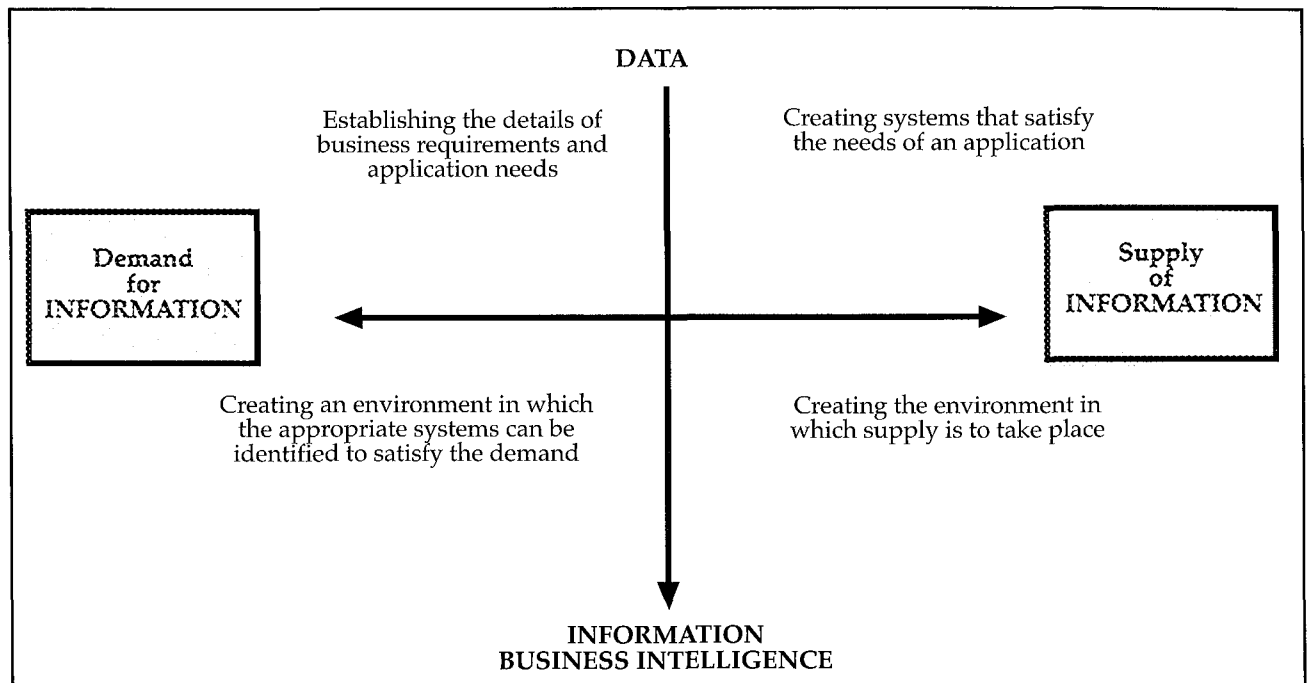 DATA
Establishing the details of
business requirements and
application needs
Creating systems that satisfy
the needs of an application
Demand
for
INFORMATION
Supply
of
INFORMATION
Creating an environment in which
the appropriate systems can be
identified to satisfy the demand
Creating the environment in
which supply is to take place
INFORMATION
BUSINESS INTELLIGENCE